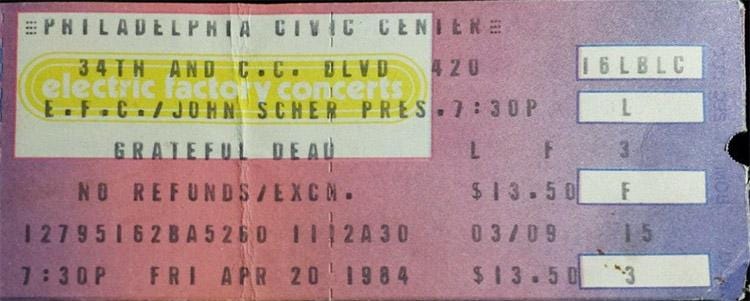 PHILADELPHIA CIVIC CENTER
34TH AND C.C. BLVD 420 16LBLC
electric factory concerts
E.F.C./JOHN SCHER PRES. 7:30P L
GRATEFUL DEAD L F 3
NO REFUNDS/EXCH. $13.50 F
12795162BA5260 1112A30 03/09 15
7:30P FRI APR 20 1984 $13.50 3